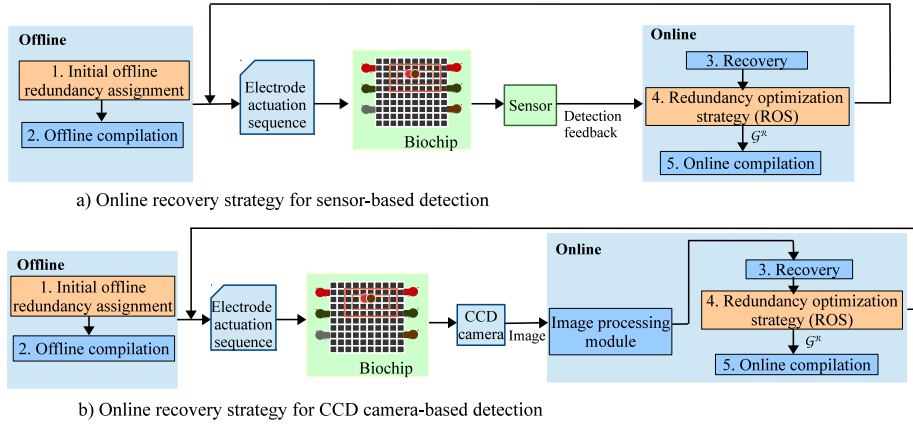 Offline
1. Initial offline
redundancy assignment
2. Offline compilation
Electrode
actuation
sequence
Biochip
Sensor
Detection
feedback
Online
3. Recovery
4. Redundancy optimization
strategy (ROS)
𝒢ᴿ
5. Online compilation
a) Online recovery strategy for sensor-based detection
Offline
1. Initial offline
redundancy assignment
2. Offline compilation
Electrode
actuation
sequence
Biochip
CCD
camera
Image
Online
Image processing
module
3. Recovery
4. Redundancy optimization
strategy (ROS)
𝒢ᴿ
5. Online compilation
b) Online recovery strategy for CCD camera-based detection